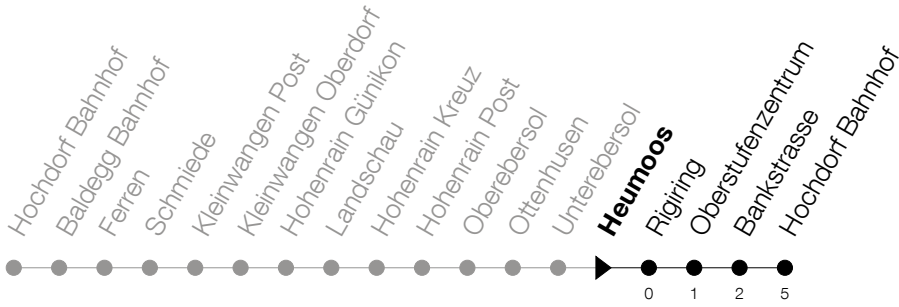 Hochdorf Bahnhof
Baldegg Bahnhof
Ferren
Schmiede
Kleinwangen Post
Kleinwangen Oberdorf
Hohenrain Günikon
Landschau
Hohenrain Kreuz
Hohenrain Post
Oberebersol
Ottenhusen
Unterebersol
Heumoos
Rigiring
Oberstufenzentrum
Bankstrasse
Hochdorf Bahnhof
0 1 2 5